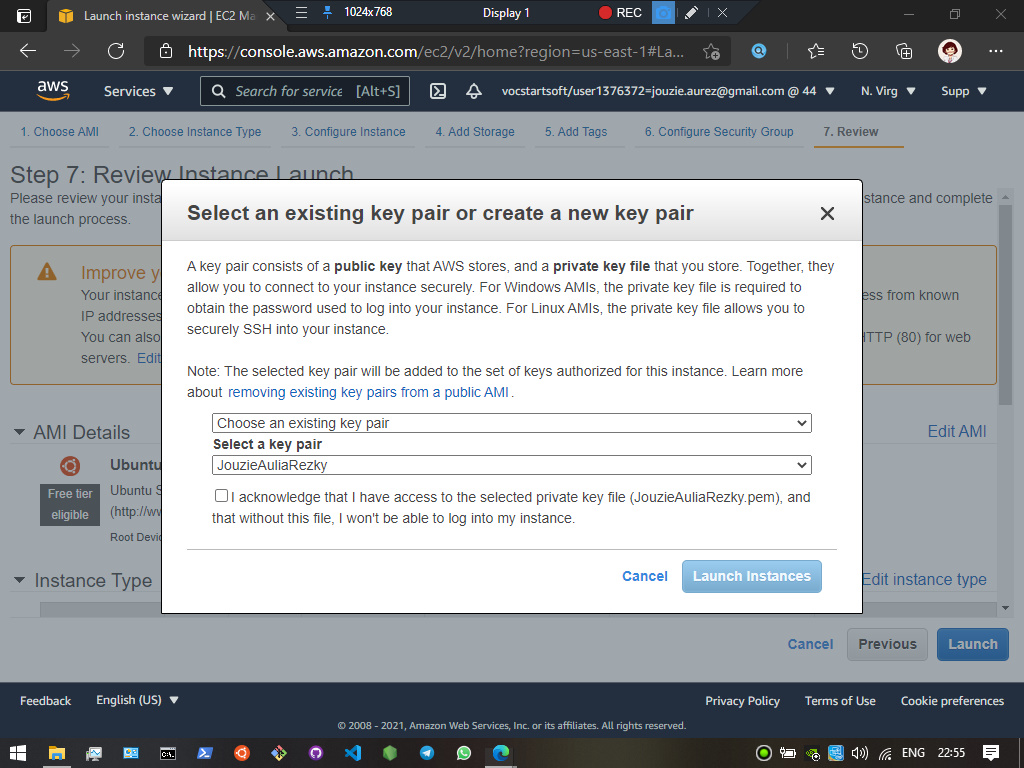 Launch instance wizard | EC2 Ma
1024x768
Display 1
REC
https://console.aws.amazon.com/ec2/v2/home?region=us-east-1#La...
aws
Services
Search for service
[Alt+S]
vocstartsoft/user1376372=jouzie.aurez@gmail.com @ 44
N. Virg
Supp
1. Choose AMI
2. Choose Instance Type
3. Configure Instance
4. Add Storage
5. Add Tags
6. Configure Security Group
7. Review
Step 7: Review Instance Launch
Please review your insta
stance and complete
the launch process.
Improve y
Your instance
ess from known
IP addresses
You can also
HTTP (80) for web
servers. Edit
AMI Details
Edit AMI
Ubuntu
Free tier
eligible
Ubuntu S
(http://ww
Root Devic
Instance Type
Edit instance type
Select an existing key pair or create a new key pair
A key pair consists of a public key that AWS stores, and a private key file that you store. Together, they
allow you to connect to your instance securely. For Windows AMIs, the private key file is required to
obtain the password used to log into your instance. For Linux AMIs, the private key file allows you to
securely SSH into your instance.
Note: The selected key pair will be added to the set of keys authorized for this instance. Learn more
about removing existing key pairs from a public AMI.
Choose an existing key pair
Select a key pair
JouzieAuliaRezky
I acknowledge that I have access to the selected private key file (JouzieAuliaRezky.pem), and
that without this file, I won't be able to log into my instance.
Cancel
Launch Instances
Cancel
Previous
Launch
Feedback
English (US)
Privacy Policy
Terms of Use
Cookie preferences
© 2008 - 2021, Amazon Web Services, Inc. or its affiliates. All rights reserved.
ENG
22:55